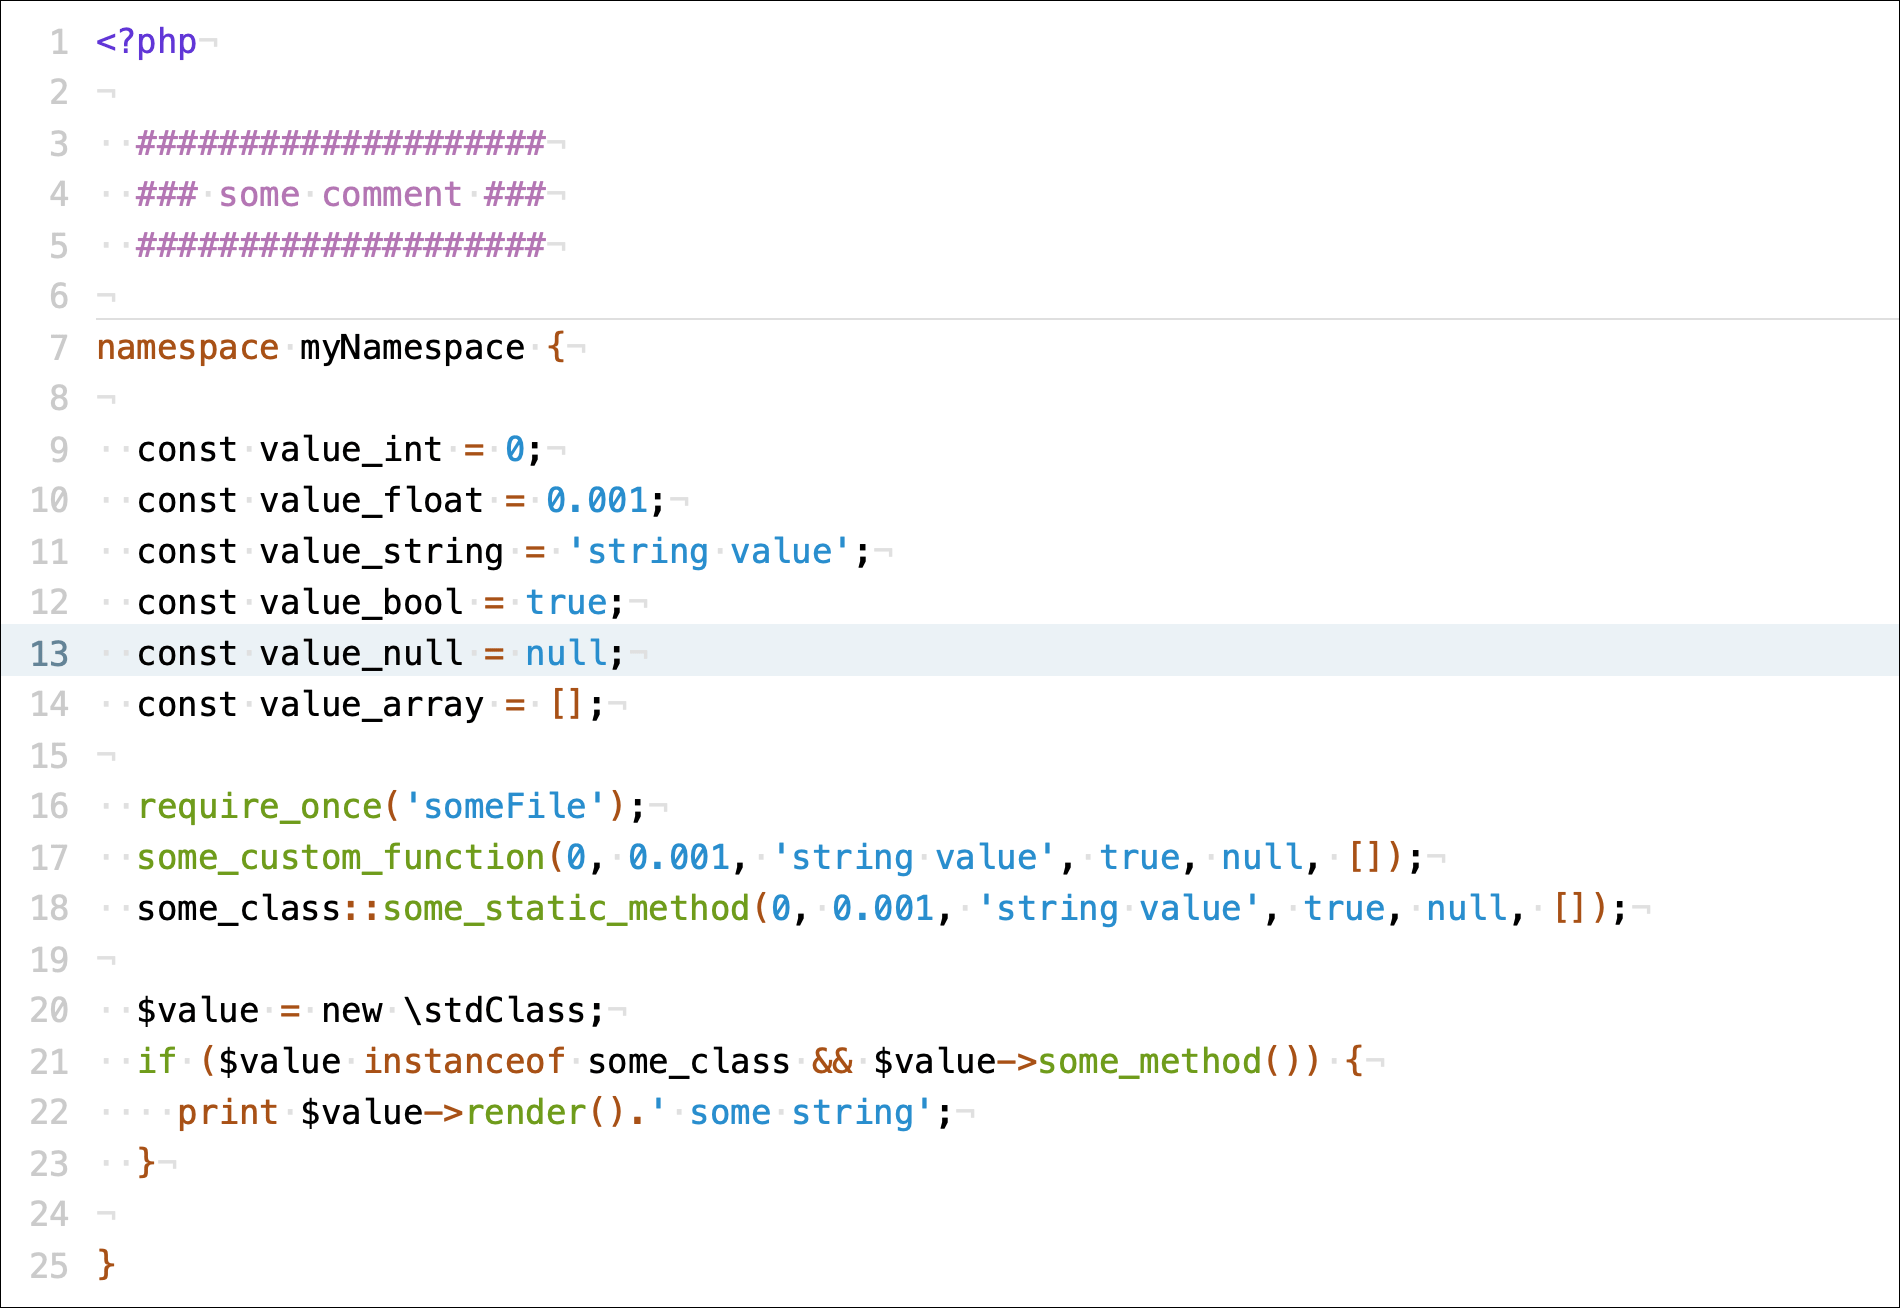 1 <?php¬
2 ¬
3 ··####################¬
4 ··###·some·comment·###¬
5 ··####################¬
6 ¬
7 namespace·myNamespace·{¬
8 ¬
9 ··const·value_int·=·0;¬
10 ··const·value_float·=·0.001;¬
11 ··const·value_string·=·'string·value';¬
12 ··const·value_bool·=·true;¬
13 ··const·value_null·=·null;¬
14 ··const·value_array·=·[];¬
15 ¬
16 ··require_once('someFile');¬
17 ··some_custom_function(0,·0.001,·'string·value',·true,·null,·[]);¬
18 ··some_class::some_static_method(0,·0.001,·'string·value',·true,·null,·[]);¬
19 ¬
20 ··$value·=·new·\stdClass;¬
21 ··if·($value·instanceof·some_class·&&·$value->some_method())·{¬
22 ····print·$value->render().'·some·string';¬
23 ··}¬
24 ¬
25 }